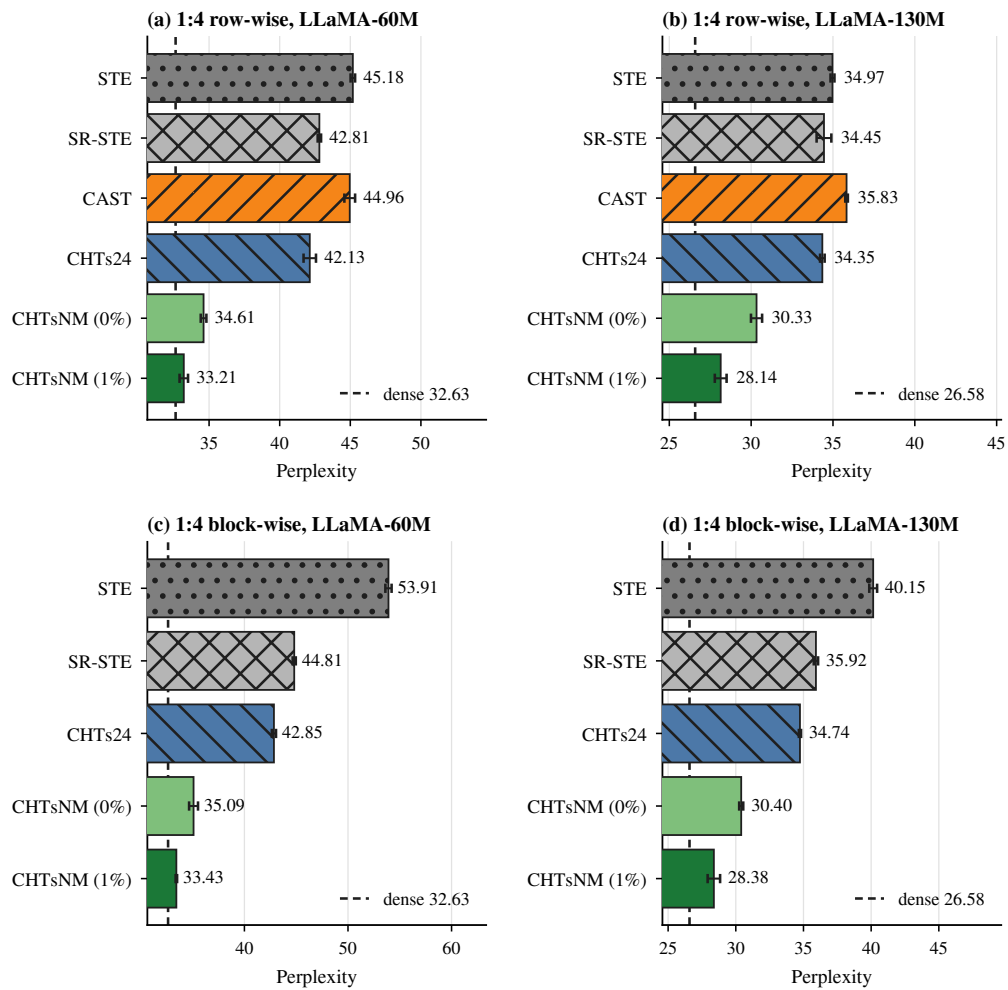 (a) 1:4 row-wise, LLaMA-60M
STE
45.18
SR-STE
42.81
CAST
44.96
CHTs24
42.13
CHTsNM (0%)
34.61
CHTsNM (1%)
33.21
dense 32.63
35 40 45 50
Perplexity
(b) 1:4 row-wise, LLaMA-130M
STE
34.97
SR-STE
34.45
CAST
35.83
CHTs24
34.35
CHTsNM (0%)
30.33
CHTsNM (1%)
28.14
dense 26.58
25 30 35 40 45
Perplexity
(c) 1:4 block-wise, LLaMA-60M
STE
53.91
SR-STE
44.81
CHTs24
42.85
CHTsNM (0%)
35.09
CHTsNM (1%)
33.43
dense 32.63
40 50 60
Perplexity
(d) 1:4 block-wise, LLaMA-130M
STE
40.15
SR-STE
35.92
CHTs24
34.74
CHTsNM (0%)
30.40
CHTsNM (1%)
28.38
dense 26.58
25 30 35 40 45
Perplexity